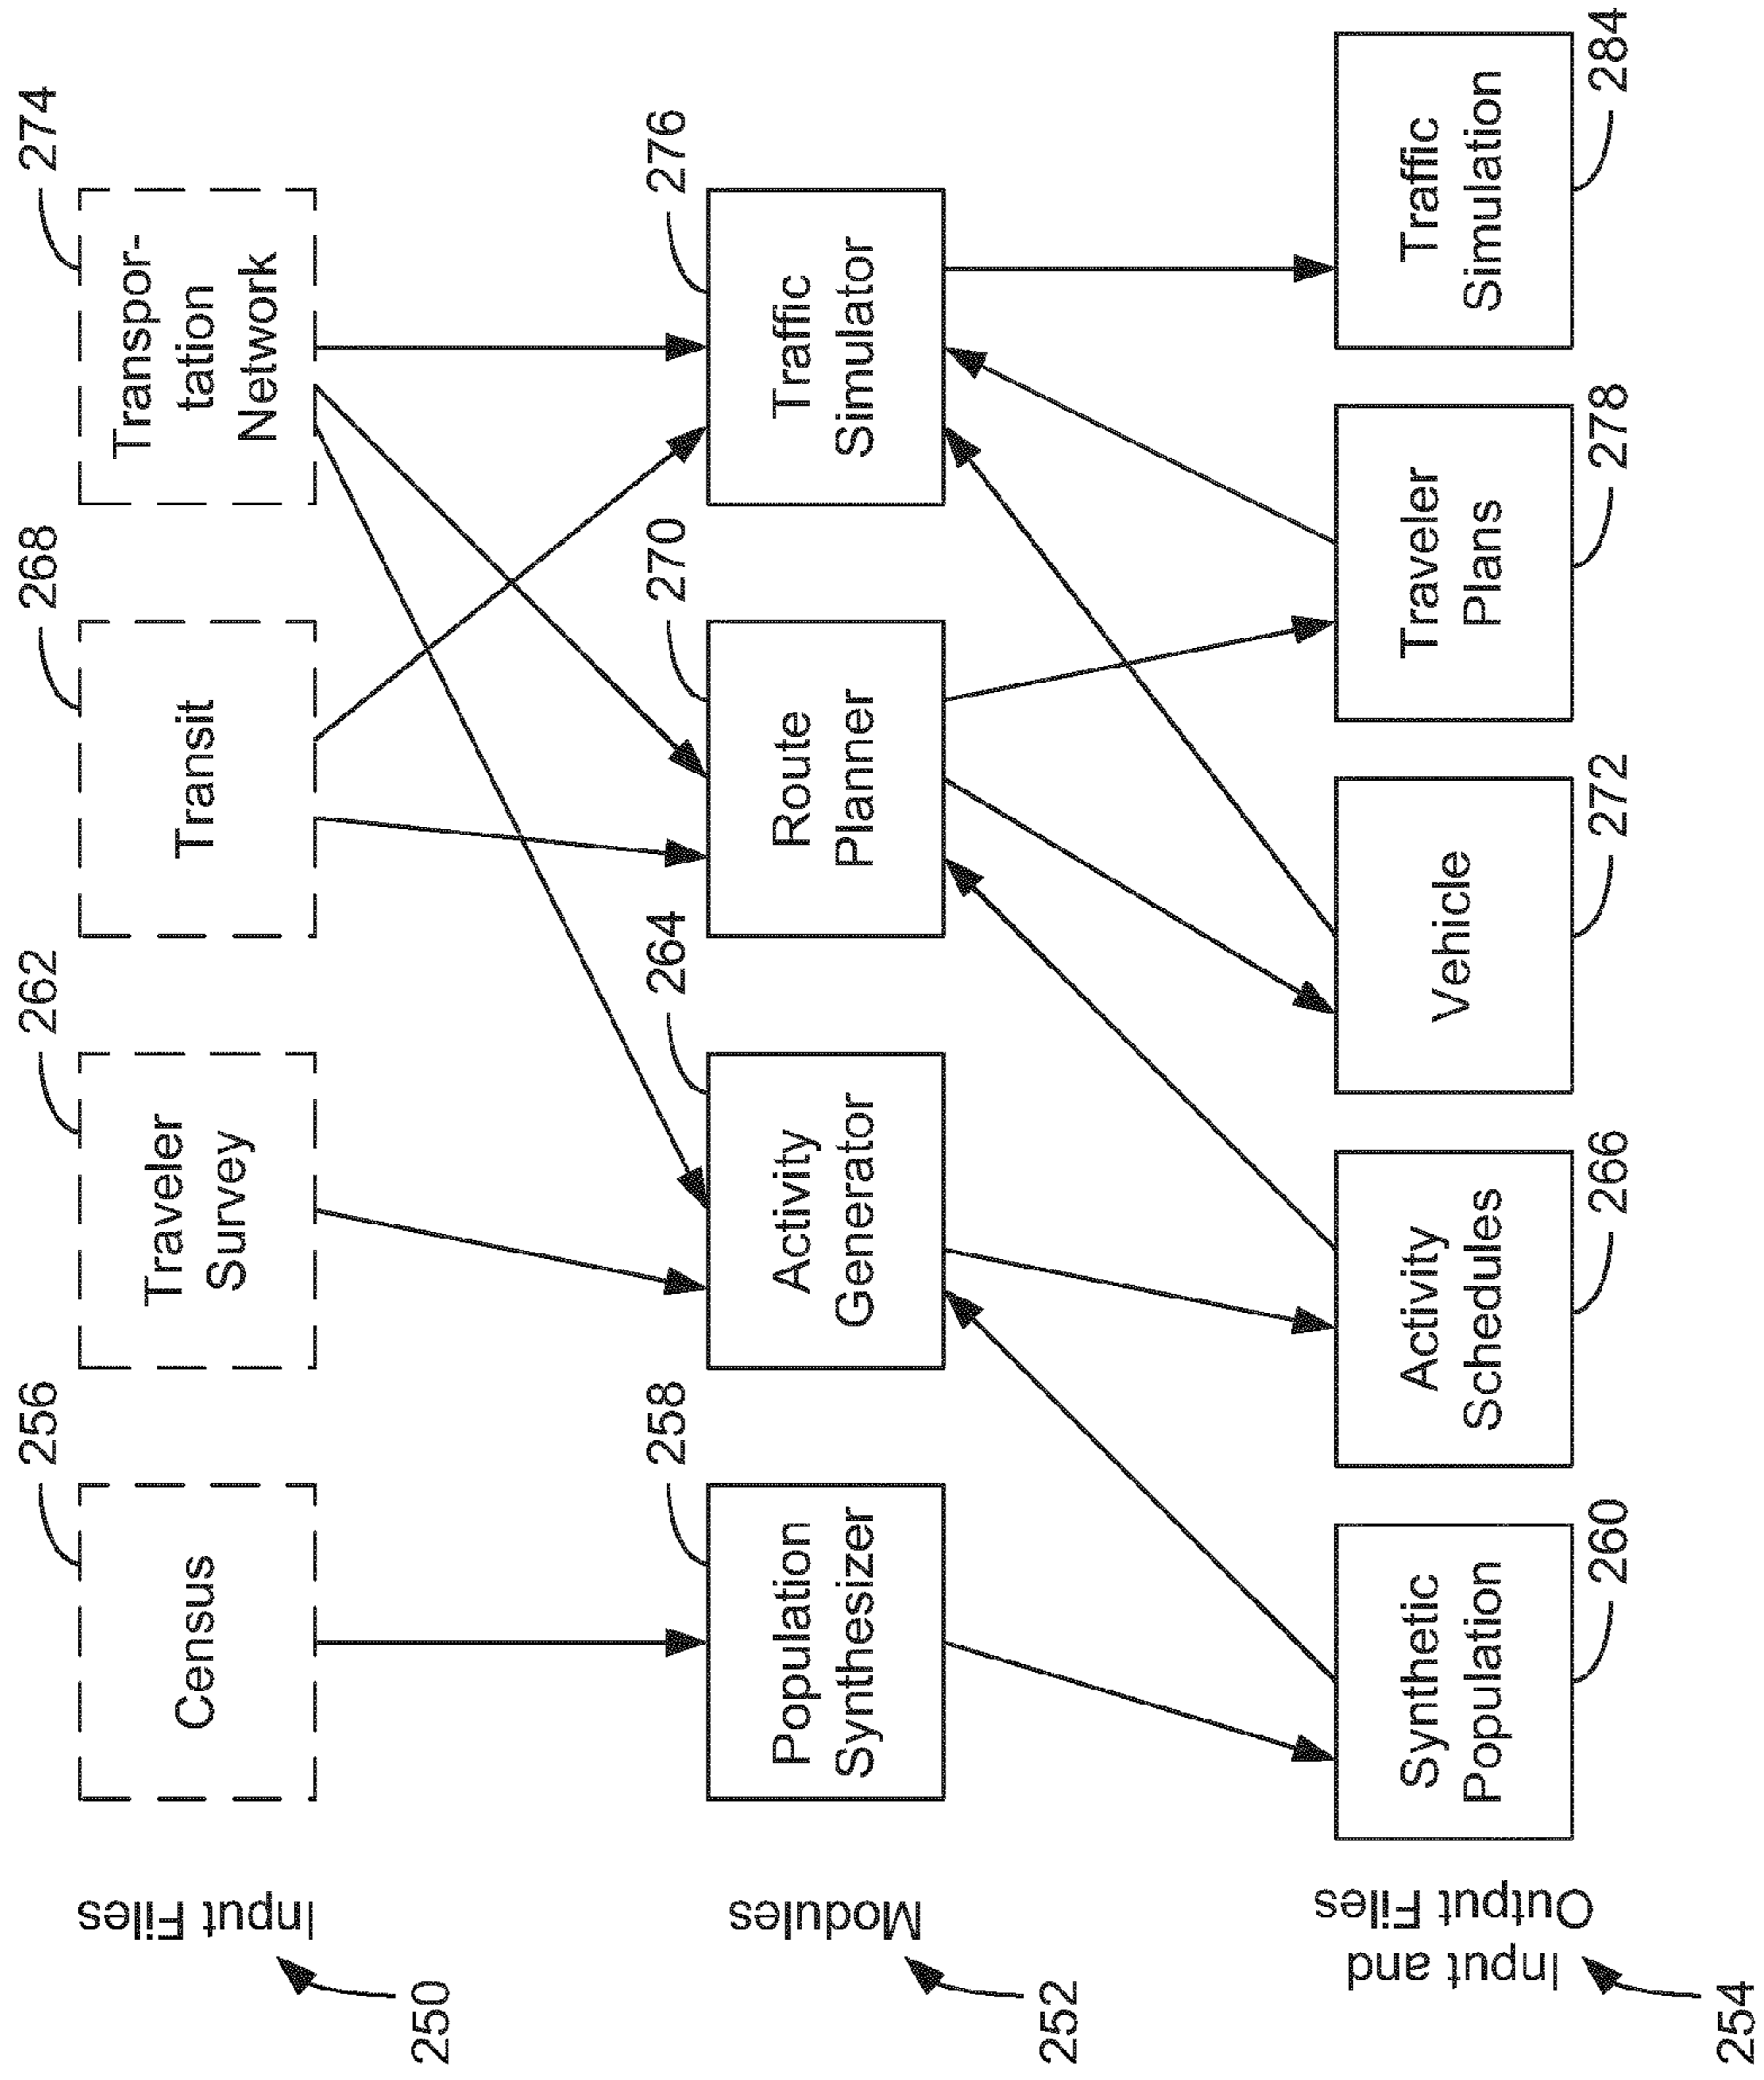 Input Files
250
256
Census
262
Traveler
Survey
268
Transit
274
Transpor-
tation
Network
Modules
252
258
Population
Synthesizer
264
Activity
Generator
270
Route
Planner
276
Traffic
Simulator
Input and
Output Files
254
Synthetic
Population
260
Activity
Schedules
266
Vehicle
272
Traveler
Plans
278
Traffic
Simulation
284